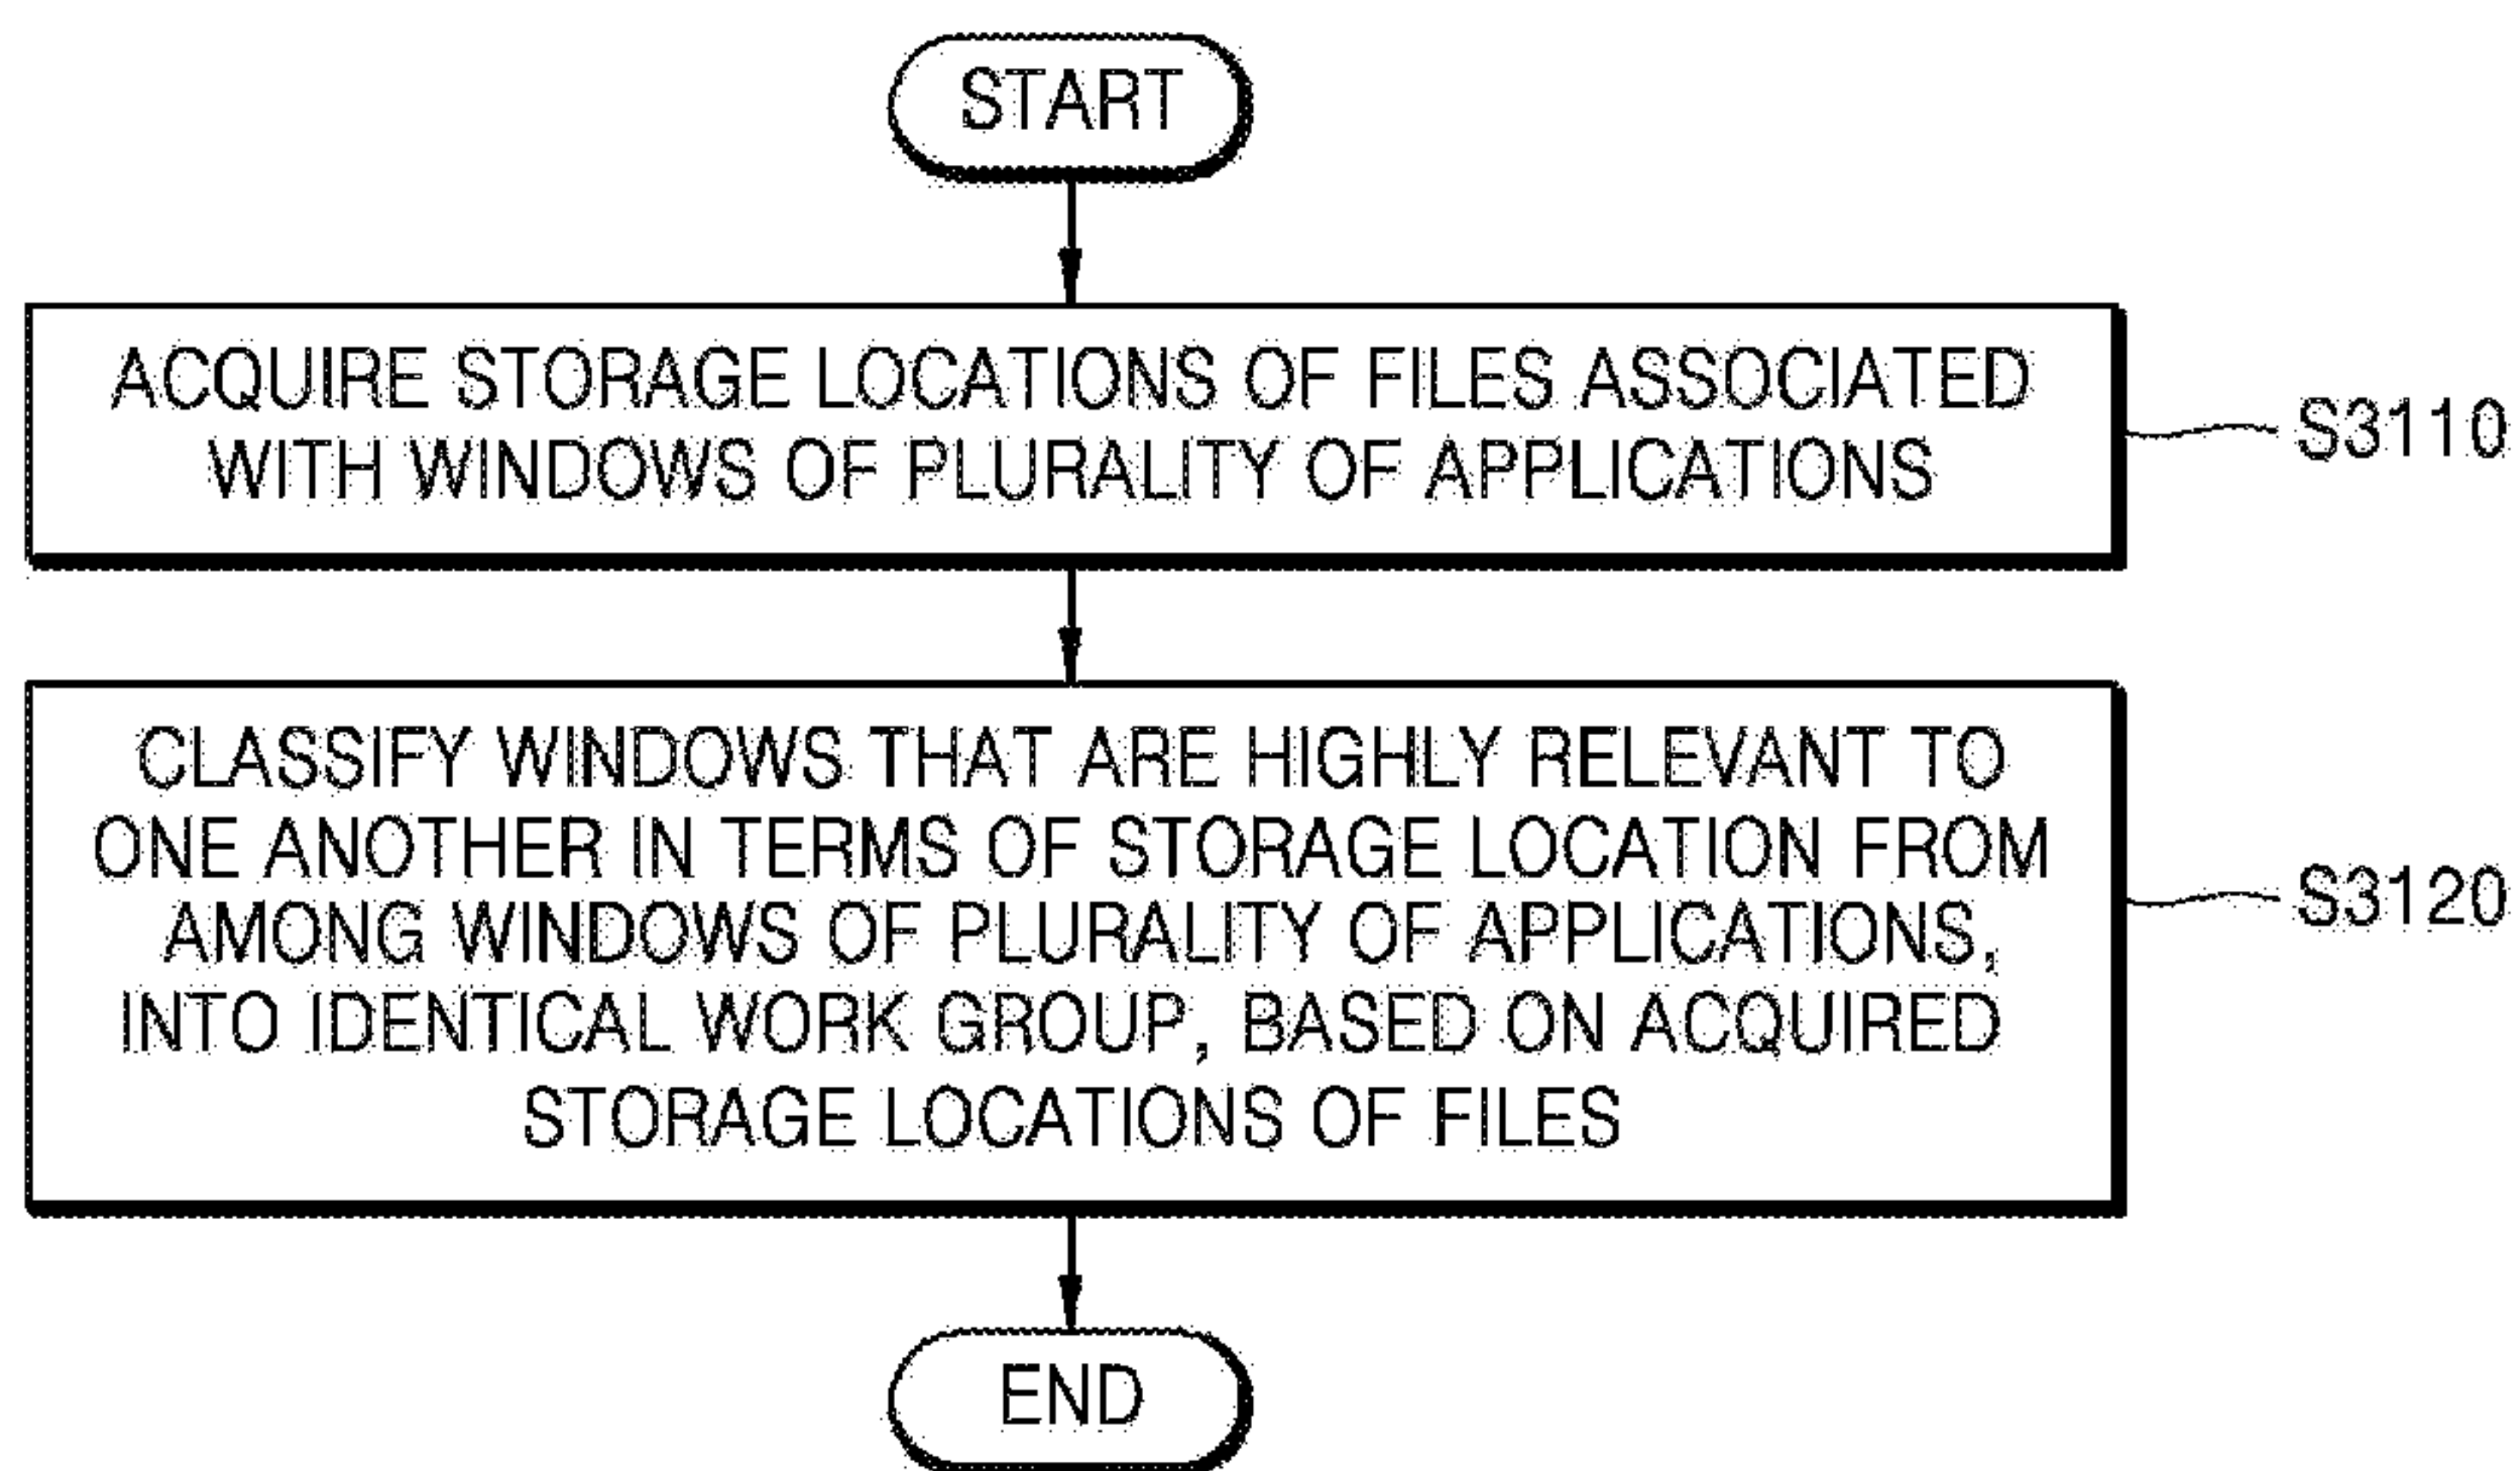 START
ACQUIRE STORAGE LOCATIONS OF FILES ASSOCIATED
WITH WINDOWS OF PLURALITY OF APPLICATIONS
S3110
CLASSIFY WINDOWS THAT ARE HIGHLY RELEVANT TO
ONE ANOTHER IN TERMS OF STORAGE LOCATION FROM
AMONG WINDOWS OF PLURALITY OF APPLICATIONS,
INTO IDENTICAL WORK GROUP, BASED ON ACQUIRED
STORAGE LOCATIONS OF FILES
S3120
END